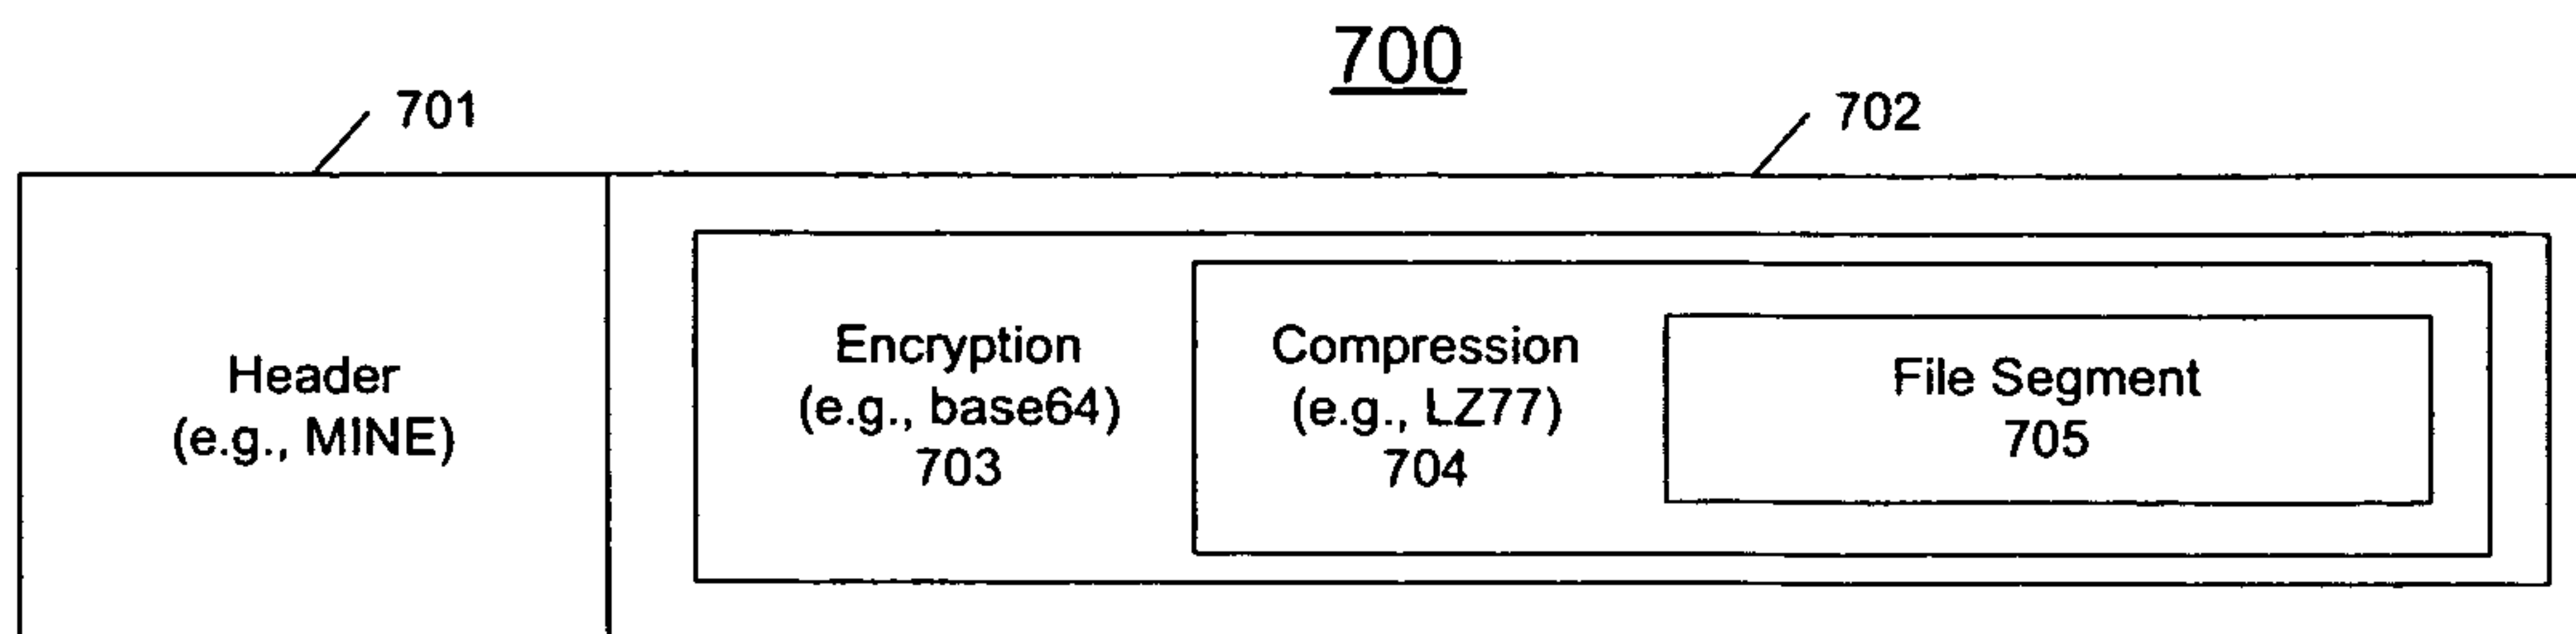 700
701
702
Header
(e.g., MINE)
Encryption
(e.g., base64)
703
Compression
(e.g., LZ77)
704
File Segment
705